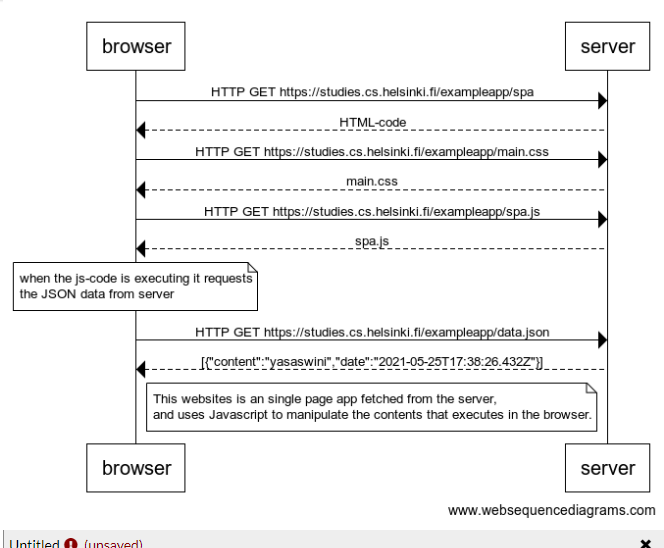 browser server
HTTP GET https://studies.cs.helsinki.fi/exampleapp/spa
HTML-code
HTTP GET https://studies.cs.helsinki.fi/exampleapp/main.css
main.css
HTTP GET https://studies.cs.helsinki.fi/exampleapp/spa.js
spa.js
when the js-code is executing it requests
the JSON data from server
HTTP GET https://studies.cs.helsinki.fi/exampleapp/data.json
[{"content":"yasaswini","date":"2021-05-25T17:38:26.432Z"}]
This websites is an single page app fetched from the server,
and uses Javascript to manipulate the contents that executes in the browser.
browser server
www.websequencediagrams.com
Untitled (unsaved)